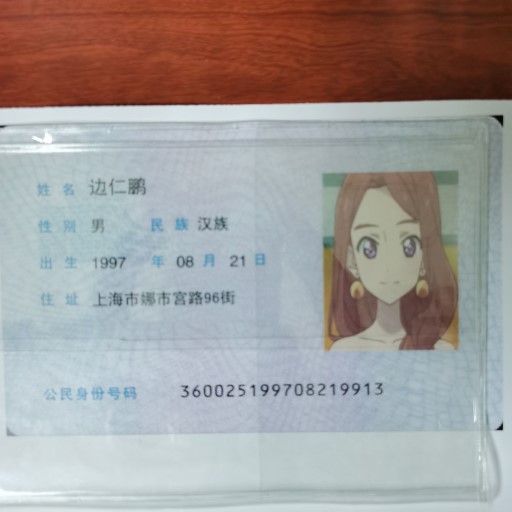 姓名 边仁鹏
性别 男 民族 汉族
出生 1997 年 08 月 21 日
住址 上海市娜市宫路96街
公民身份号码 360025199708219913